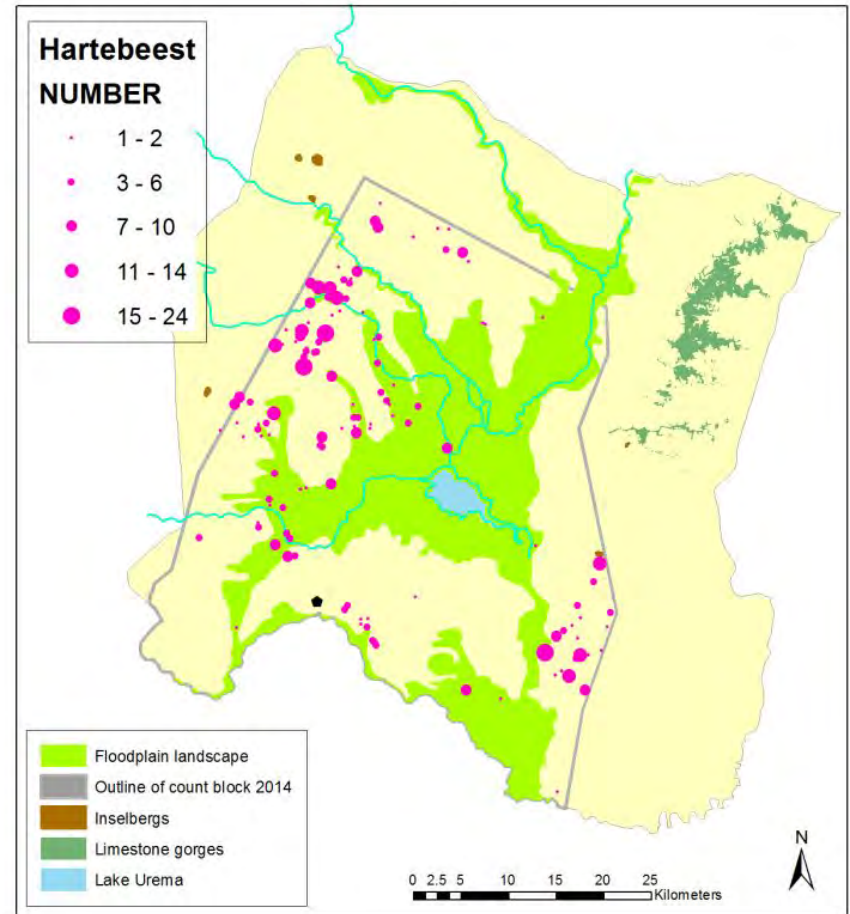 Hartebeest
NUMBER
1 - 2
3 - 6
7 - 10
11 - 14
15 - 24
Floodplain landscape
Outline of count block 2014
Inselbergs
Limestone gorges
Lake Urema
N
0 2.5 5 10 15 20 25
Kilometers